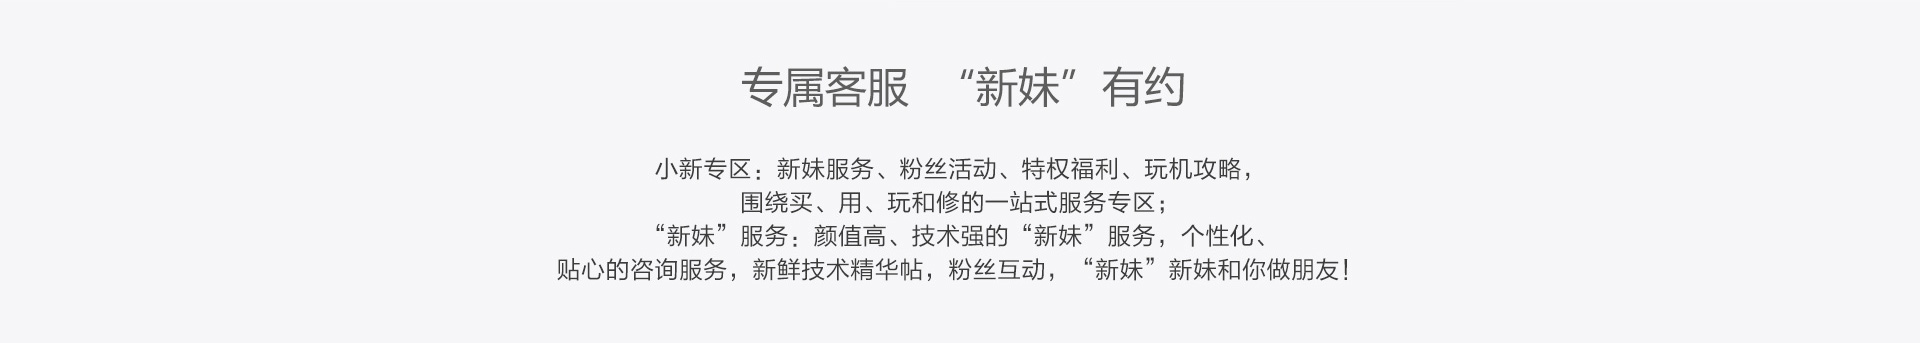 专属客服 “新妹” 有约
小新专区：新妹服务、粉丝活动、特权福利、玩机攻略，
围绕买、用、玩和修的一站式服务专区；
“新妹”服务：颜值高、技术强的“新妹”服务，个性化、
贴心的咨询服务，新鲜技术精华帖，粉丝互动，“新妹”新妹和你做朋友！